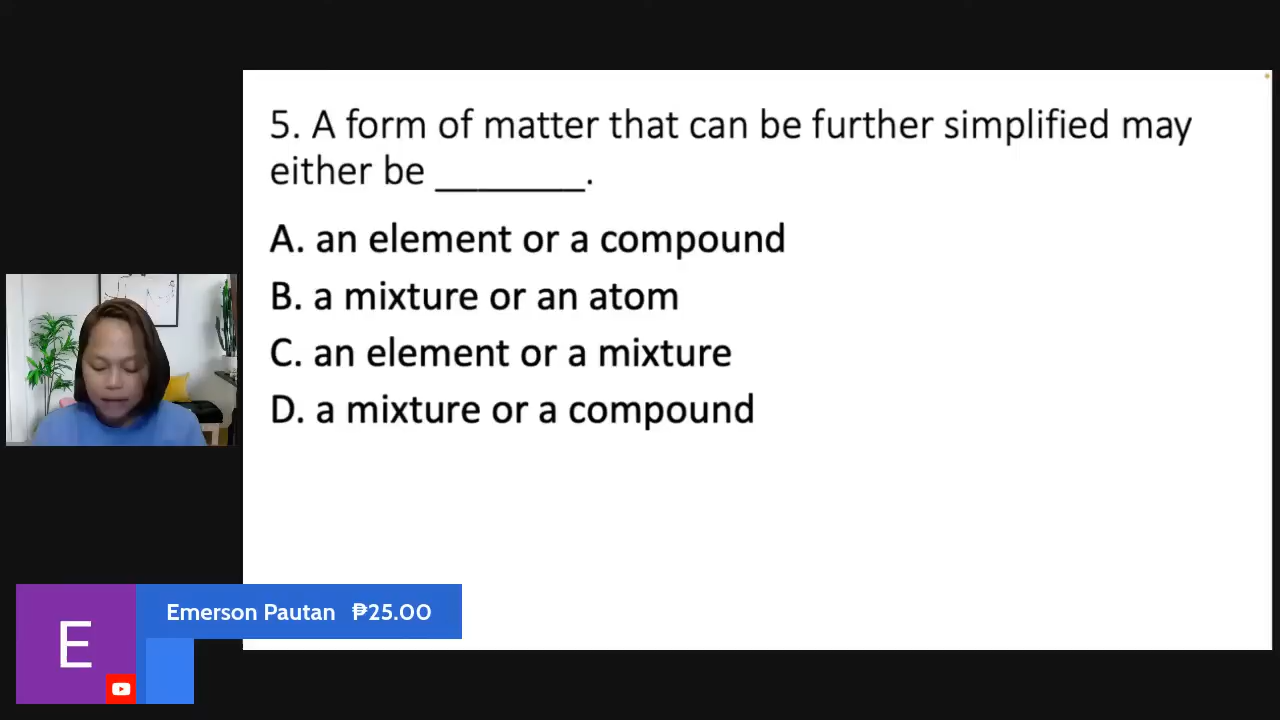 5. A form of matter that can be further simplified may
either be _______.
A. an element or a compound
B. a mixture or an atom
C. an element or a mixture
D. a mixture or a compound
Emerson Pautan ₱25.00
E